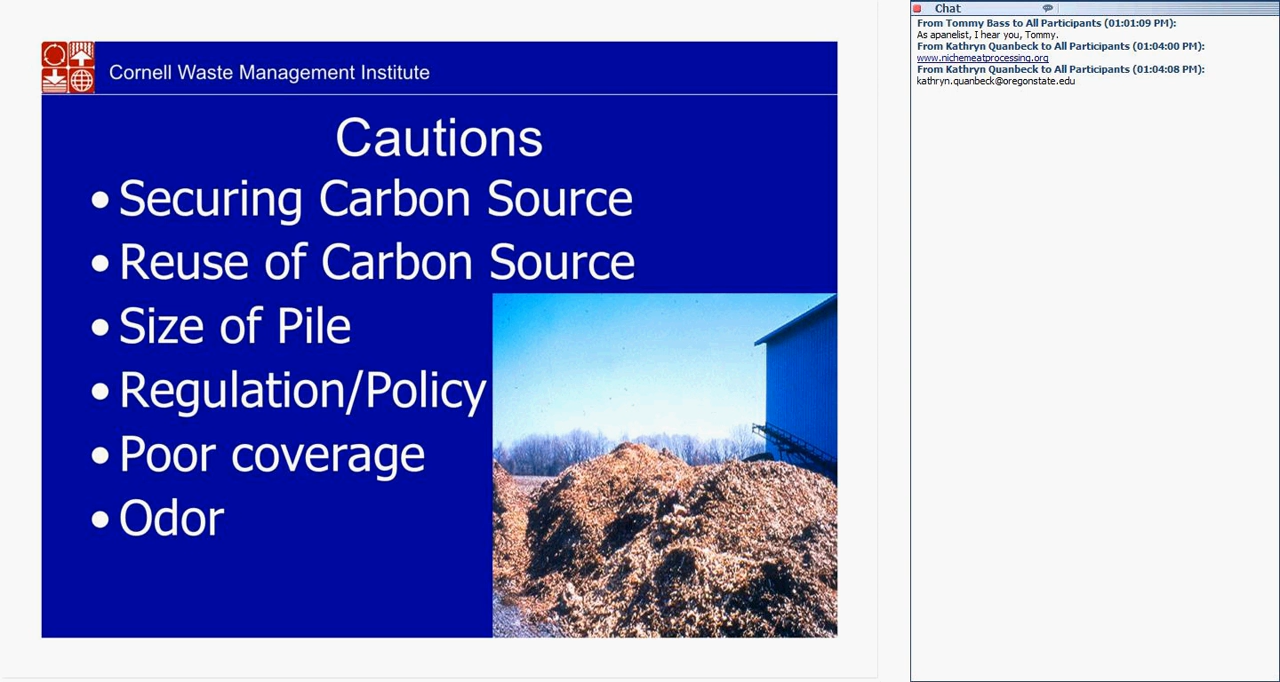 Cornell Waste Management Institute
Cautions
• Securing Carbon Source
• Reuse of Carbon Source
• Size of Pile
• Regulation/Policy
• Poor coverage
• Odor
Chat
From Tommy Bass to All Participants (01:01:09 PM):
As apanelist, I hear you, Tommy.
From Kathryn Quanbeck to All Participants (01:04:00 PM):
www.nichemeatprocessing.org
From Kathryn Quanbeck to All Participants (01:04:08 PM):
kathryn.quanbeck@oregonstate.edu